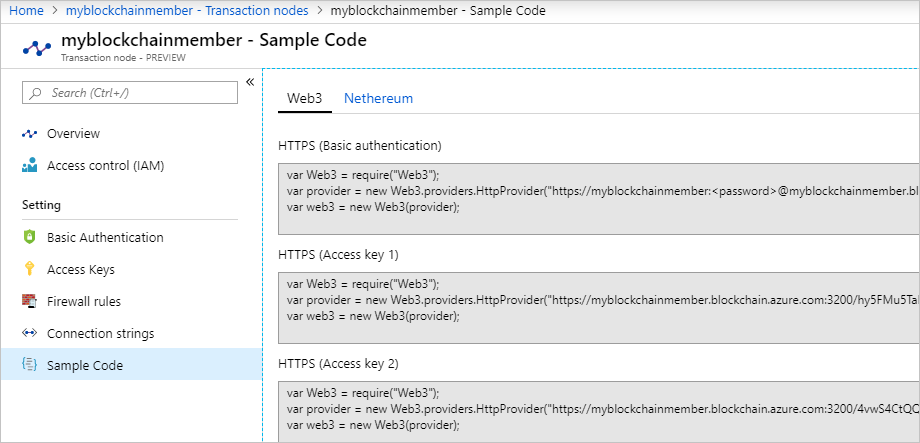 Home > myblockchainmember - Transaction nodes > myblockchainmember - Sample Code
myblockchainmember - Sample Code
Transaction node - PREVIEW
Search (Ctrl+/)
«
Overview
Access control (IAM)
Setting
Basic Authentication
Access Keys
Firewall rules
Connection strings
Sample Code
Web3 Nethereum
HTTPS (Basic authentication)
var Web3 = require("Web3");
var provider = new Web3.providers.HttpProvider("https://myblockchainmember:<password>@myblockchainmember.bl
var web3 = new Web3(provider);
HTTPS (Access key 1)
var Web3 = require("Web3");
var provider = new Web3.providers.HttpProvider("https://myblockchainmember.blockchain.azure.com:3200/hy5FMu5Tal
var web3 = new Web3(provider);
HTTPS (Access key 2)
var Web3 = require("Web3");
var provider = new Web3.providers.HttpProvider("https://myblockchainmember.blockchain.azure.com:3200/4vwS4CtQQ
var web3 = new Web3(provider);